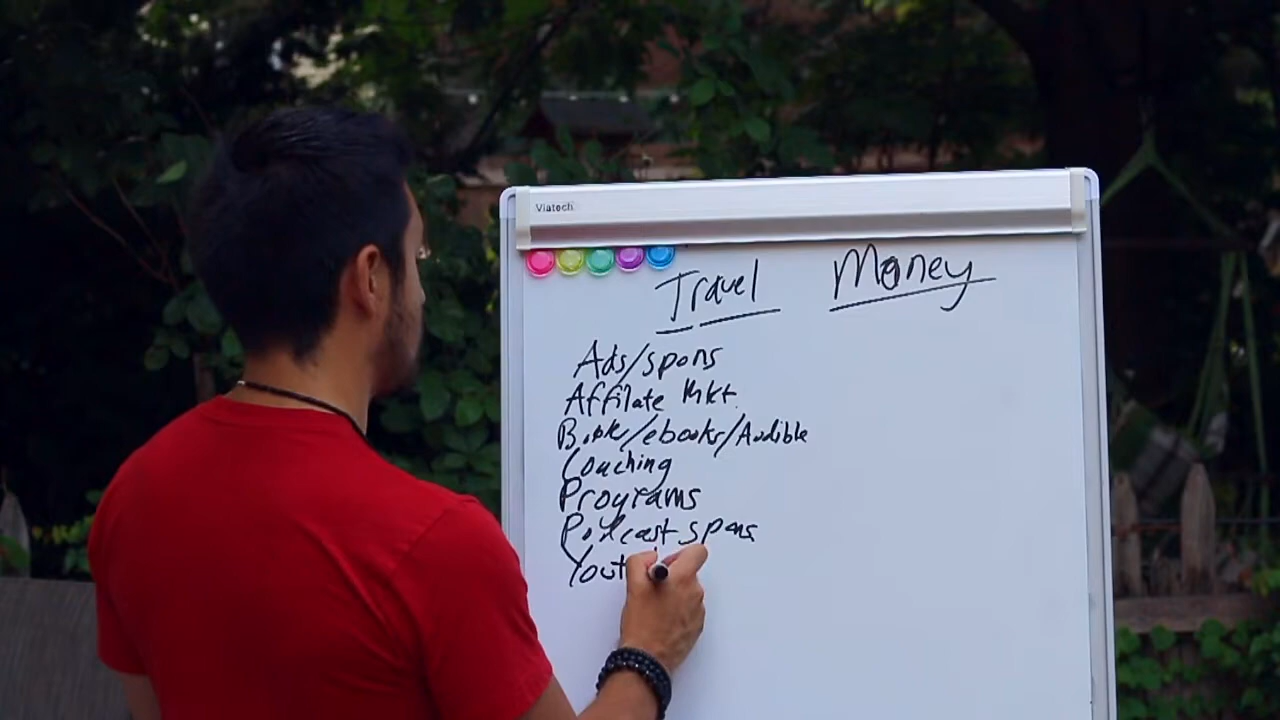 Viatech
Travel Money
Ads/spons
Affilate Mkt.
Book/ebooks/Audible
Coaching
Programs
Podcast spons
Yout